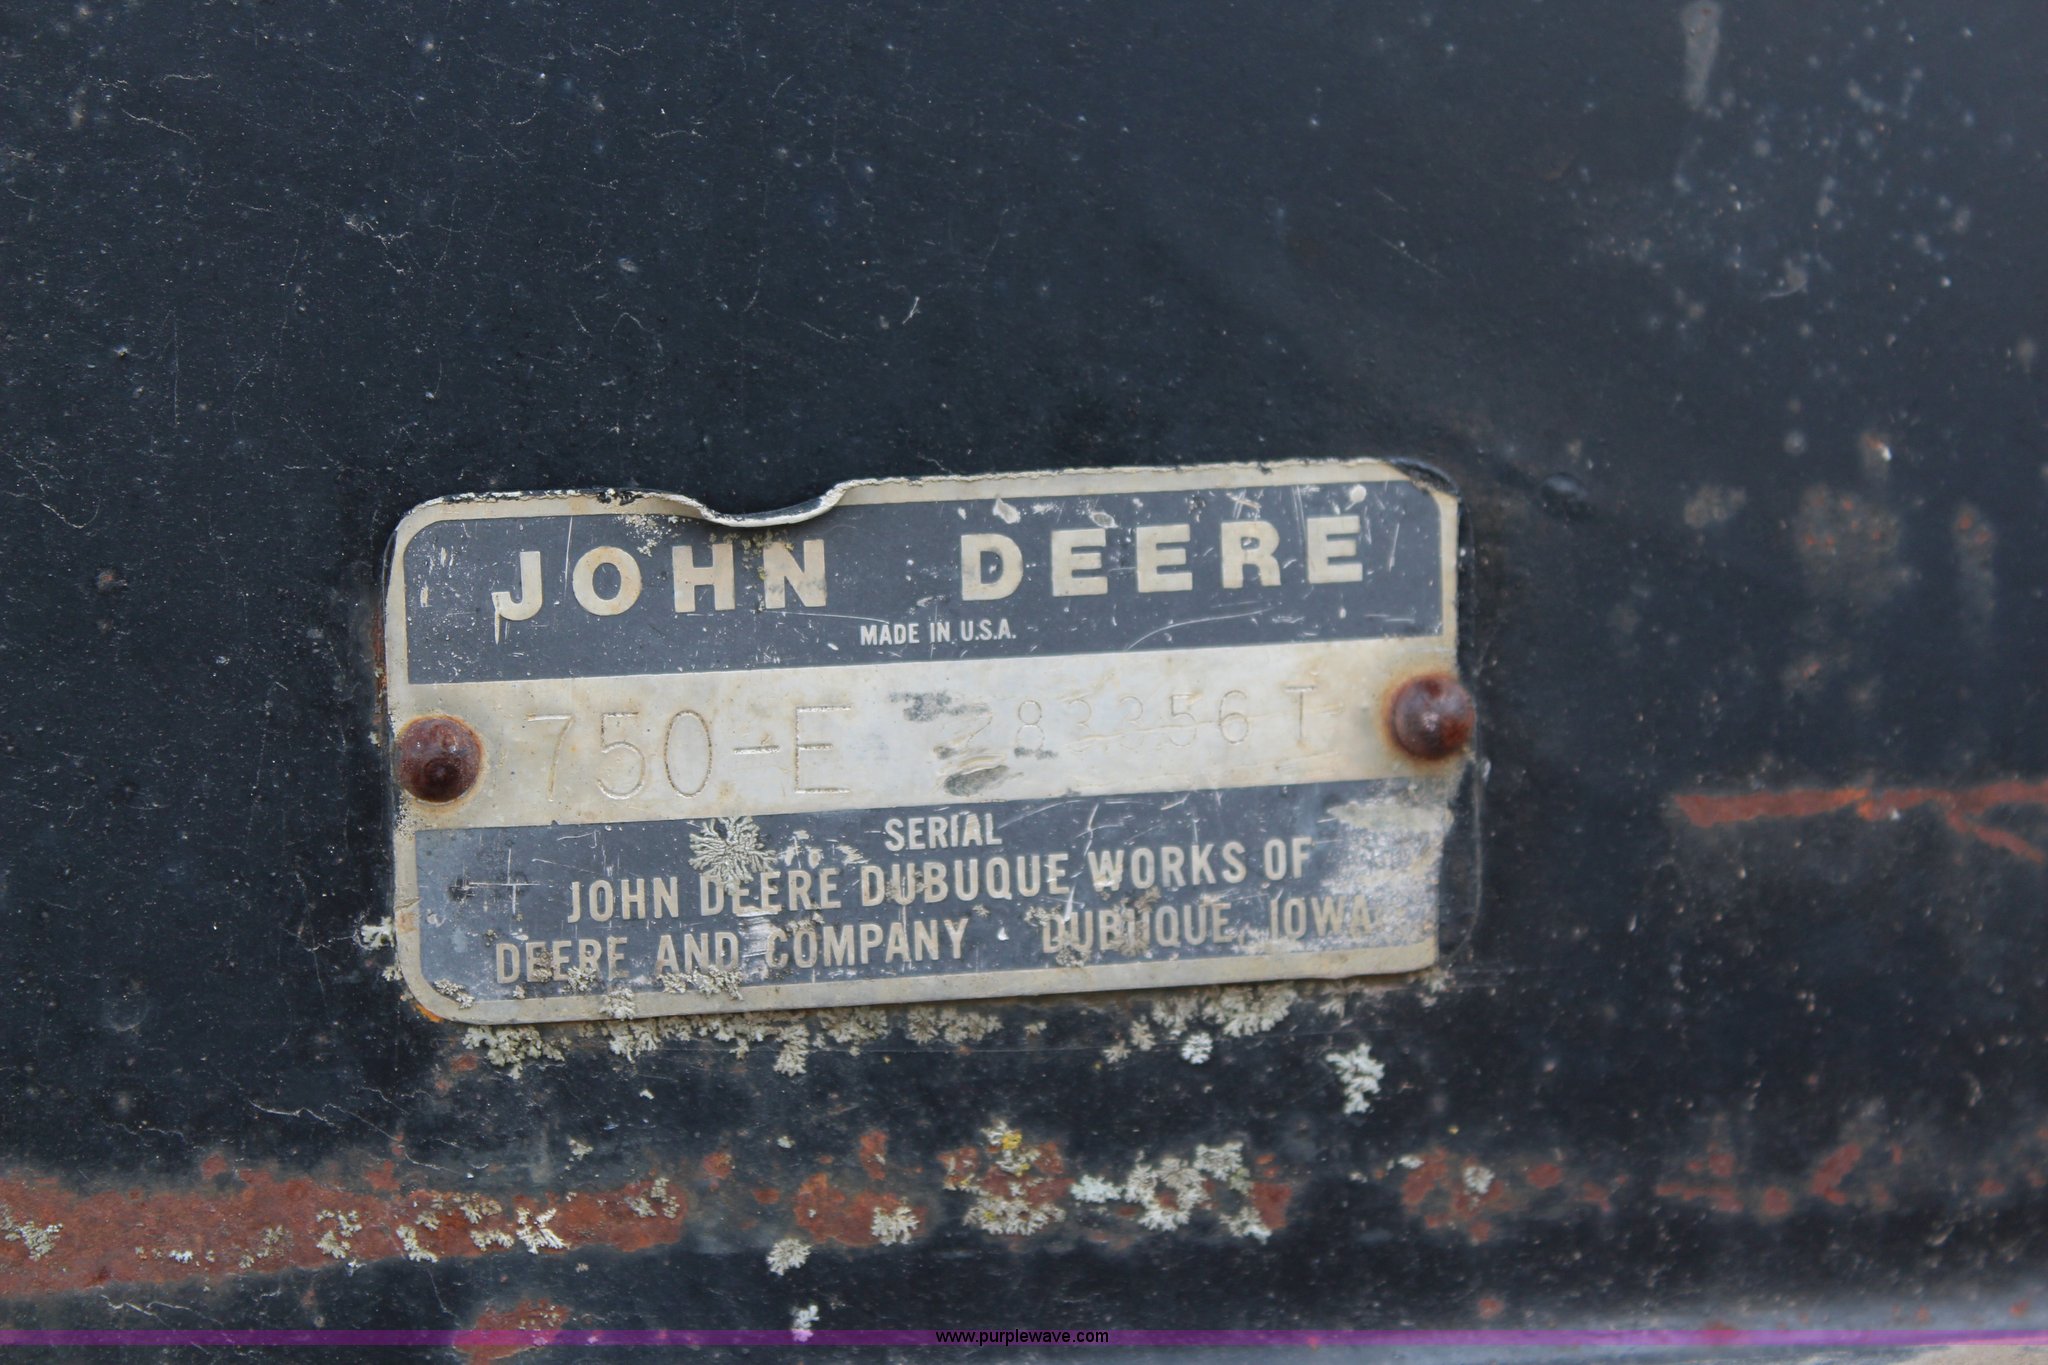 JOHN DEERE
MADE IN U.S.A.
750-E 283356 T
SERIAL
JOHN DEERE DUBUQUE WORKS OF
DEERE AND COMPANY DUBUQUE, IOWA
www.purplewave.com